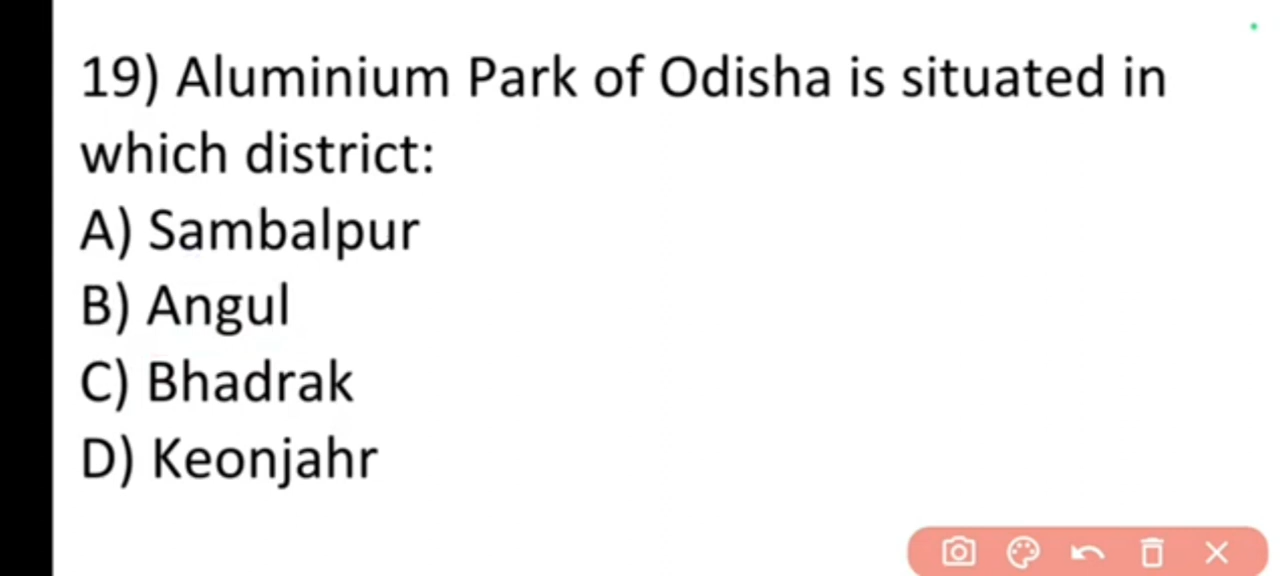 19) Aluminium Park of Odisha is situated in
which district:
A) Sambalpur
B) Angul
C) Bhadrak
D) Keonjahr